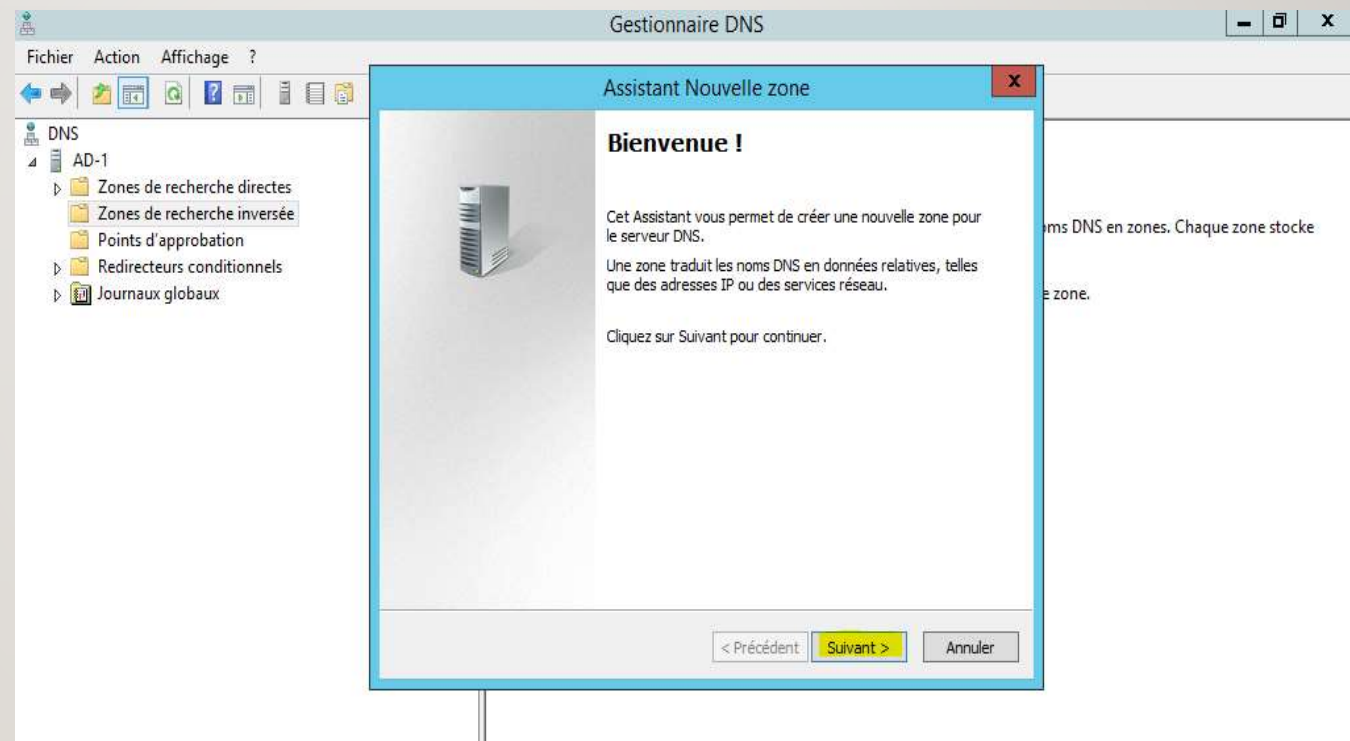 Gestionnaire DNS
Fichier Action Affichage ?
DNS
AD-1
Zones de recherche directes
Zones de recherche inversée
Points d'approbation
Redirecteurs conditionnels
Journaux globaux
Assistant Nouvelle zone
Bienvenue !
Cet Assistant vous permet de créer une nouvelle zone pour
le serveur DNS.
Une zone traduit les noms DNS en données relatives, telles
que des adresses IP ou des services réseau.
Cliquez sur Suivant pour continuer.
< Précédent
Suivant >
Annuler
oms DNS en zones. Chaque zone stocke
e zone.